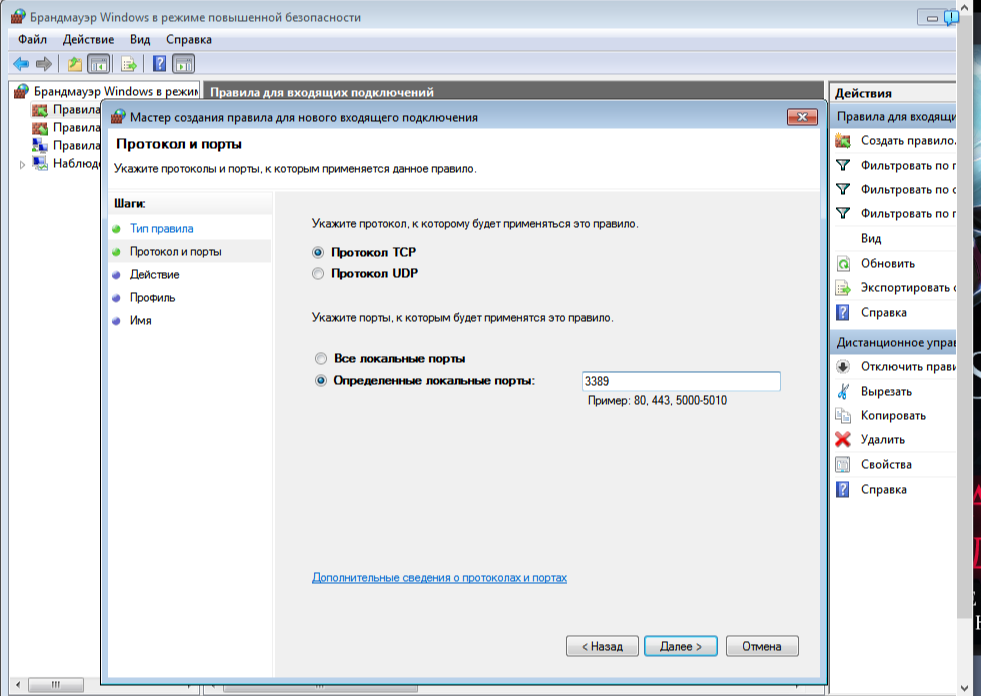 Брандмауэр Windows в режиме повышенной безопасности
Файл Действие Вид Справка
Брандмауэр Windows в режим
Правила
Правила
Правила
Наблюд
Правила для входящих подключений
Мастер создания правила для нового входящего подключения
Протокол и порты
Укажите протоколы и порты, к которым применяется данное правило.
Шаги:
Тип правила
Протокол и порты
Действие
Профиль
Имя
Укажите протокол, к которому будет применяться это правило.
Протокол TCP
Протокол UDP
Укажите порты, к которым будет применятся это правило.
Все локальные порты
Определенные локальные порты:
3389
Пример: 80, 443, 5000-5010
Дополнительные сведения о протоколах и портах
< Назад
Далее >
Отмена
Действия
Правила для входящи
Создать правило.
Фильтровать по
Фильтровать по
Фильтровать по
Вид
Обновить
Экспортировать
Справка
Дистанционное упра
Отключить прави
Вырезать
Копировать
Удалить
Свойства
Справка